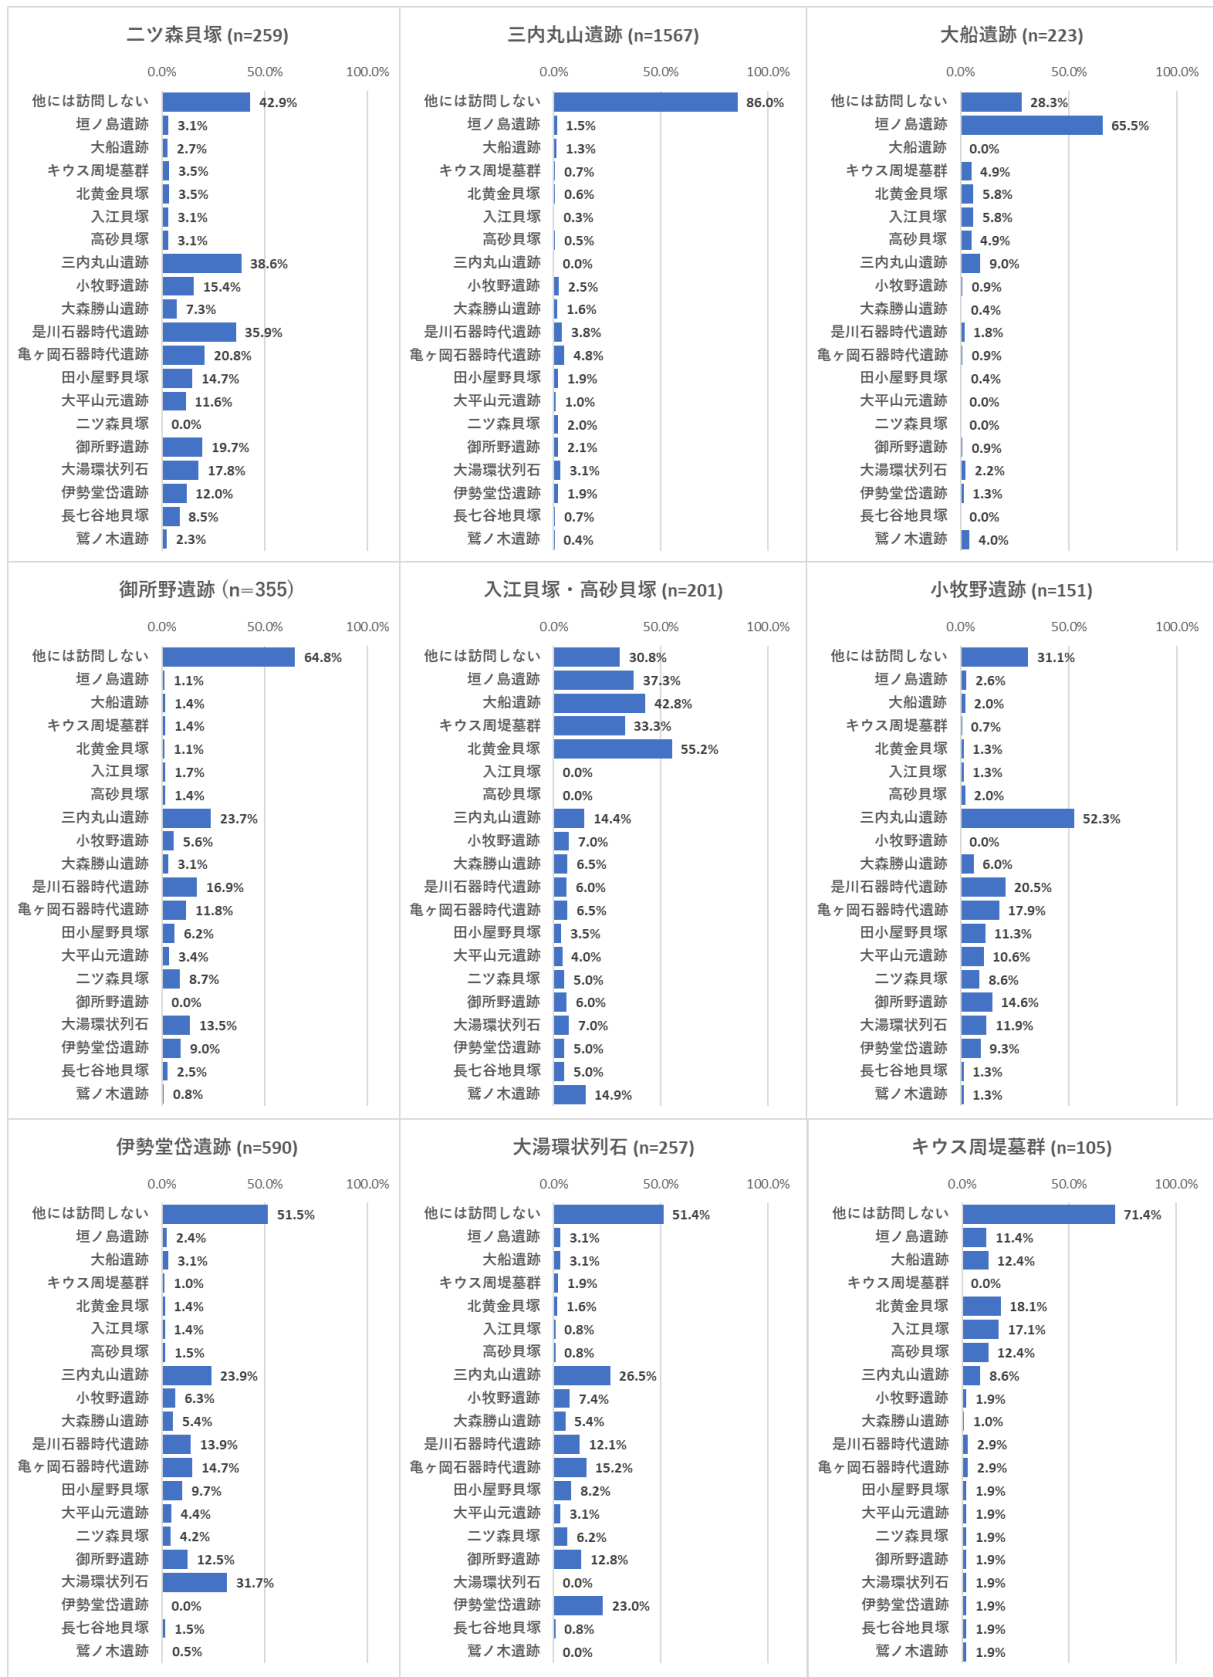 二ツ森貝塚 (n=259)
0.0% 50.0% 100.0%
他には訪問しない 42.9%
垣ノ島遺跡 3.1%
大船遺跡 2.7%
キウス周堤墓群 3.5%
北黄金貝塚 3.5%
入江貝塚 3.1%
高砂貝塚 3.1%
三内丸山遺跡 38.6%
小牧野遺跡 15.4%
大森勝山遺跡 7.3%
是川石器時代遺跡 35.9%
亀ヶ岡石器時代遺跡 20.8%
田小屋野貝塚 14.7%
大平山元遺跡 11.6%
二ツ森貝塚 0.0%
御所野遺跡 19.7%
大湯環状列石 17.8%
伊勢堂岱遺跡 12.0%
長七谷地貝塚 8.5%
鷲ノ木遺跡 2.3%
三内丸山遺跡 (n=1567)
0.0% 50.0% 100.0%
他には訪問しない 86.0%
垣ノ島遺跡 1.5%
大船遺跡 1.3%
キウス周堤墓群 0.7%
北黄金貝塚 0.6%
入江貝塚 0.3%
高砂貝塚 0.5%
三内丸山遺跡 0.0%
小牧野遺跡 2.5%
大森勝山遺跡 1.6%
是川石器時代遺跡 3.8%
亀ヶ岡石器時代遺跡 4.8%
田小屋野貝塚 1.9%
大平山元遺跡 1.0%
二ツ森貝塚 2.0%
御所野遺跡 2.1%
大湯環状列石 3.1%
伊勢堂岱遺跡 1.9%
長七谷地貝塚 0.7%
鷲ノ木遺跡 0.4%
大船遺跡 (n=223)
0.0% 50.0% 100.0%
他には訪問しない 28.3%
垣ノ島遺跡 65.5%
大船遺跡 0.0%
キウス周堤墓群 4.9%
北黄金貝塚 5.8%
入江貝塚 5.8%
高砂貝塚 4.9%
三内丸山遺跡 9.0%
小牧野遺跡 0.9%
大森勝山遺跡 0.4%
是川石器時代遺跡 1.8%
亀ヶ岡石器時代遺跡 0.9%
田小屋野貝塚 0.4%
大平山元遺跡 0.0%
二ツ森貝塚 0.0%
御所野遺跡 0.9%
大湯環状列石 2.2%
伊勢堂岱遺跡 1.3%
長七谷地貝塚 0.0%
鷲ノ木遺跡 4.0%
御所野遺跡 (n=355)
0.0% 50.0% 100.0%
他には訪問しない 64.8%
垣ノ島遺跡 1.1%
大船遺跡 1.4%
キウス周堤墓群 1.4%
北黄金貝塚 1.1%
入江貝塚 1.7%
高砂貝塚 1.4%
三内丸山遺跡 23.7%
小牧野遺跡 5.6%
大森勝山遺跡 3.1%
是川石器時代遺跡 16.9%
亀ヶ岡石器時代遺跡 11.8%
田小屋野貝塚 6.2%
大平山元遺跡 3.4%
二ツ森貝塚 8.7%
御所野遺跡 0.0%
大湯環状列石 13.5%
伊勢堂岱遺跡 9.0%
長七谷地貝塚 2.5%
鷲ノ木遺跡 0.8%
入江貝塚・高砂貝塚 (n=201)
0.0% 50.0% 100.0%
他には訪問しない 30.8%
垣ノ島遺跡 37.3%
大船遺跡 42.8%
キウス周堤墓群 33.3%
北黄金貝塚 55.2%
入江貝塚 0.0%
高砂貝塚 0.0%
三内丸山遺跡 14.4%
小牧野遺跡 7.0%
大森勝山遺跡 6.5%
是川石器時代遺跡 6.0%
亀ヶ岡石器時代遺跡 6.5%
田小屋野貝塚 3.5%
大平山元遺跡 4.0%
二ツ森貝塚 5.0%
御所野遺跡 6.0%
大湯環状列石 7.0%
伊勢堂岱遺跡 5.0%
長七谷地貝塚 5.0%
鷲ノ木遺跡 14.9%
小牧野遺跡 (n=151)
0.0% 50.0% 100.0%
他には訪問しない 31.1%
垣ノ島遺跡 2.6%
大船遺跡 2.0%
キウス周堤墓群 0.7%
北黄金貝塚 1.3%
入江貝塚 1.3%
高砂貝塚 2.0%
三内丸山遺跡 52.3%
小牧野遺跡 0.0%
大森勝山遺跡 6.0%
是川石器時代遺跡 20.5%
亀ヶ岡石器時代遺跡 17.9%
田小屋野貝塚 11.3%
大平山元遺跡 10.6%
二ツ森貝塚 8.6%
御所野遺跡 14.6%
大湯環状列石 11.9%
伊勢堂岱遺跡 9.3%
長七谷地貝塚 1.3%
鷲ノ木遺跡 1.3%
伊勢堂岱遺跡 (n=590)
0.0% 50.0% 100.0%
他には訪問しない 51.5%
垣ノ島遺跡 2.4%
大船遺跡 3.1%
キウス周堤墓群 1.0%
北黄金貝塚 1.4%
入江貝塚 1.4%
高砂貝塚 1.5%
三内丸山遺跡 23.9%
小牧野遺跡 6.3%
大森勝山遺跡 5.4%
是川石器時代遺跡 13.9%
亀ヶ岡石器時代遺跡 14.7%
田小屋野貝塚 9.7%
大平山元遺跡 4.4%
二ツ森貝塚 4.2%
御所野遺跡 12.5%
大湯環状列石 31.7%
伊勢堂岱遺跡 0.0%
長七谷地貝塚 1.5%
鷲ノ木遺跡 0.5%
大湯環状列石 (n=257)
0.0% 50.0% 100.0%
他には訪問しない 51.4%
垣ノ島遺跡 3.1%
大船遺跡 3.1%
キウス周堤墓群 1.9%
北黄金貝塚 1.6%
入江貝塚 0.8%
高砂貝塚 0.8%
三内丸山遺跡 26.5%
小牧野遺跡 7.4%
大森勝山遺跡 5.4%
是川石器時代遺跡 12.1%
亀ヶ岡石器時代遺跡 15.2%
田小屋野貝塚 8.2%
大平山元遺跡 3.1%
二ツ森貝塚 6.2%
御所野遺跡 12.8%
大湯環状列石 0.0%
伊勢堂岱遺跡 23.0%
長七谷地貝塚 0.8%
鷲ノ木遺跡 0.0%
キウス周堤墓群 (n=105)
0.0% 50.0% 100.0%
他には訪問しない 71.4%
垣ノ島遺跡 11.4%
大船遺跡 12.4%
キウス周堤墓群 0.0%
北黄金貝塚 18.1%
入江貝塚 17.1%
高砂貝塚 12.4%
三内丸山遺跡 8.6%
小牧野遺跡 1.9%
大森勝山遺跡 1.0%
是川石器時代遺跡 2.9%
亀ヶ岡石器時代遺跡 2.9%
田小屋野貝塚 1.9%
大平山元遺跡 1.9%
二ツ森貝塚 1.9%
御所野遺跡 1.9%
大湯環状列石 1.9%
伊勢堂岱遺跡 1.9%
長七谷地貝塚 1.9%
鷲ノ木遺跡 1.9%